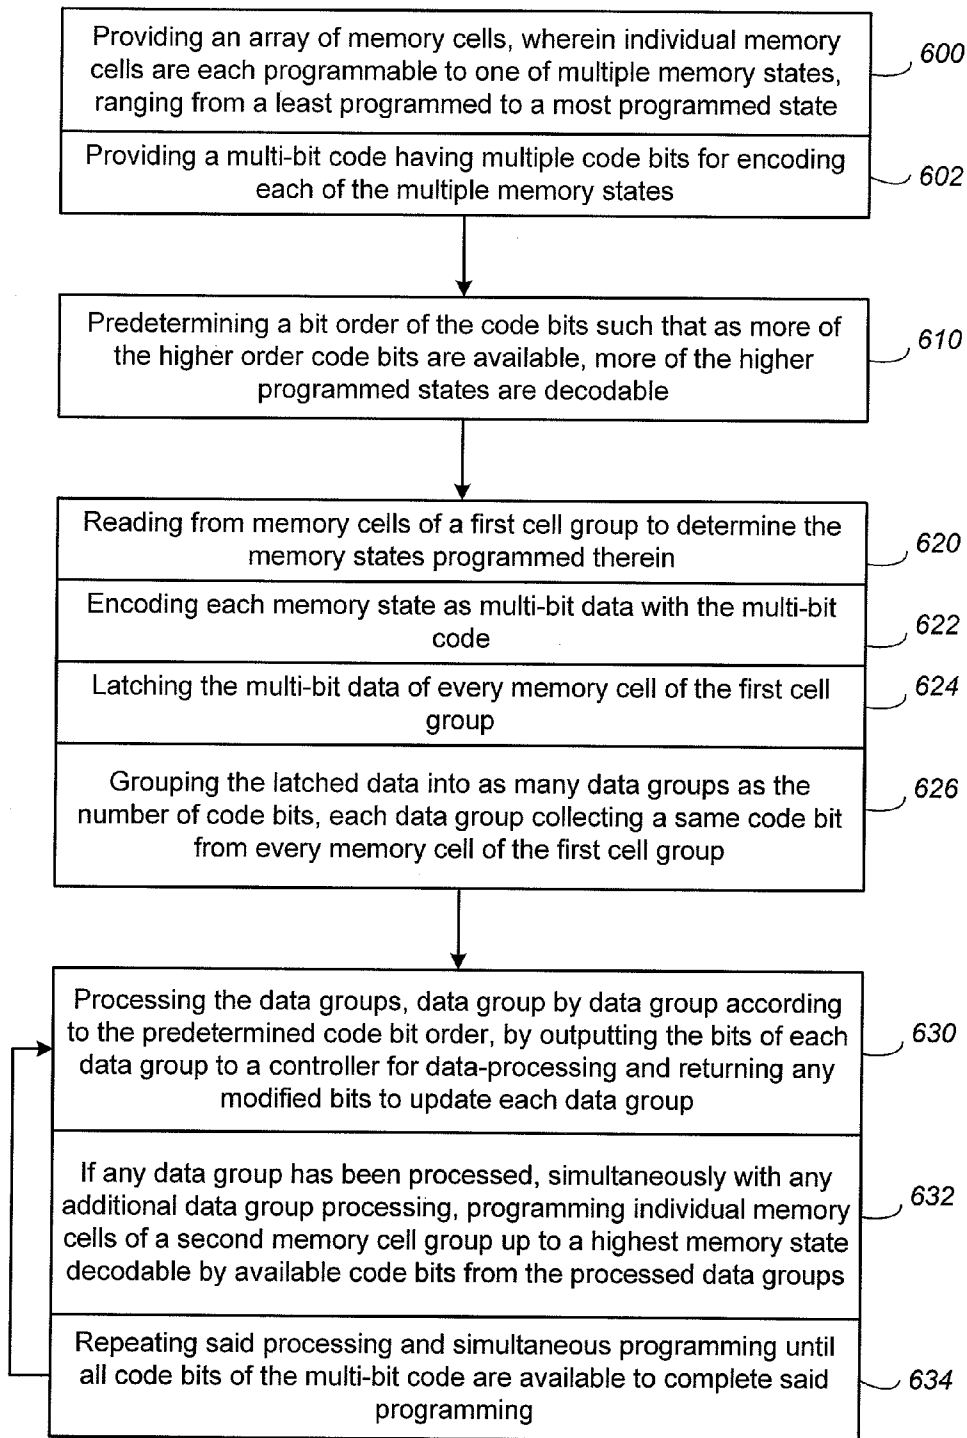 Providing an array of memory cells, wherein individual memory
cells are each programmable to one of multiple memory states,
ranging from a least programmed to a most programmed state
600
Providing a multi-bit code having multiple code bits for encoding
each of the multiple memory states
602
Predetermining a bit order of the code bits such that as more of
the higher order code bits are available, more of the higher
programmed states are decodable
610
Reading from memory cells of a first cell group to determine the
memory states programmed therein
620
Encoding each memory state as multi-bit data with the multi-bit
code
622
Latching the multi-bit data of every memory cell of the first cell
group
624
Grouping the latched data into as many data groups as the
number of code bits, each data group collecting a same code bit
from every memory cell of the first cell group
626
Processing the data groups, data group by data group according
to the predetermined code bit order, by outputting the bits of each
data group to a controller for data-processing and returning any
modified bits to update each data group
630
If any data group has been processed, simultaneously with any
additional data group processing, programming individual memory
cells of a second memory cell group up to a highest memory state
decodable by available code bits from the processed data groups
632
Repeating said processing and simultaneous programming until
all code bits of the multi-bit code are available to complete said
programming
634